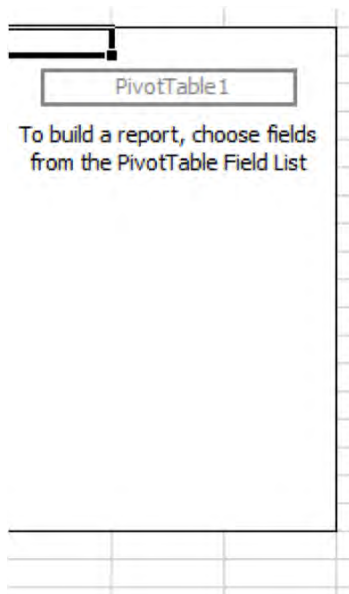 PivotTable1
To build a report, choose fields
from the PivotTable Field List